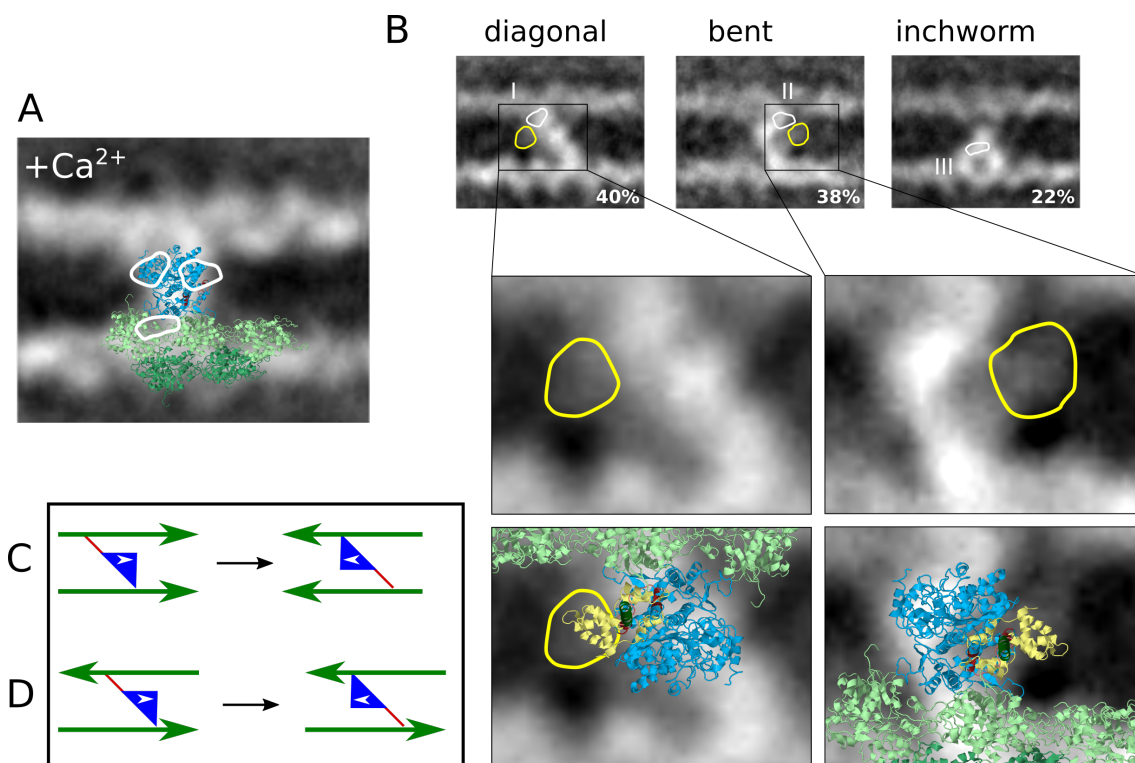 A
+Ca²⁺
B
diagonal
bent
inchworm
I
40%
II
38%
III
22%
C
D